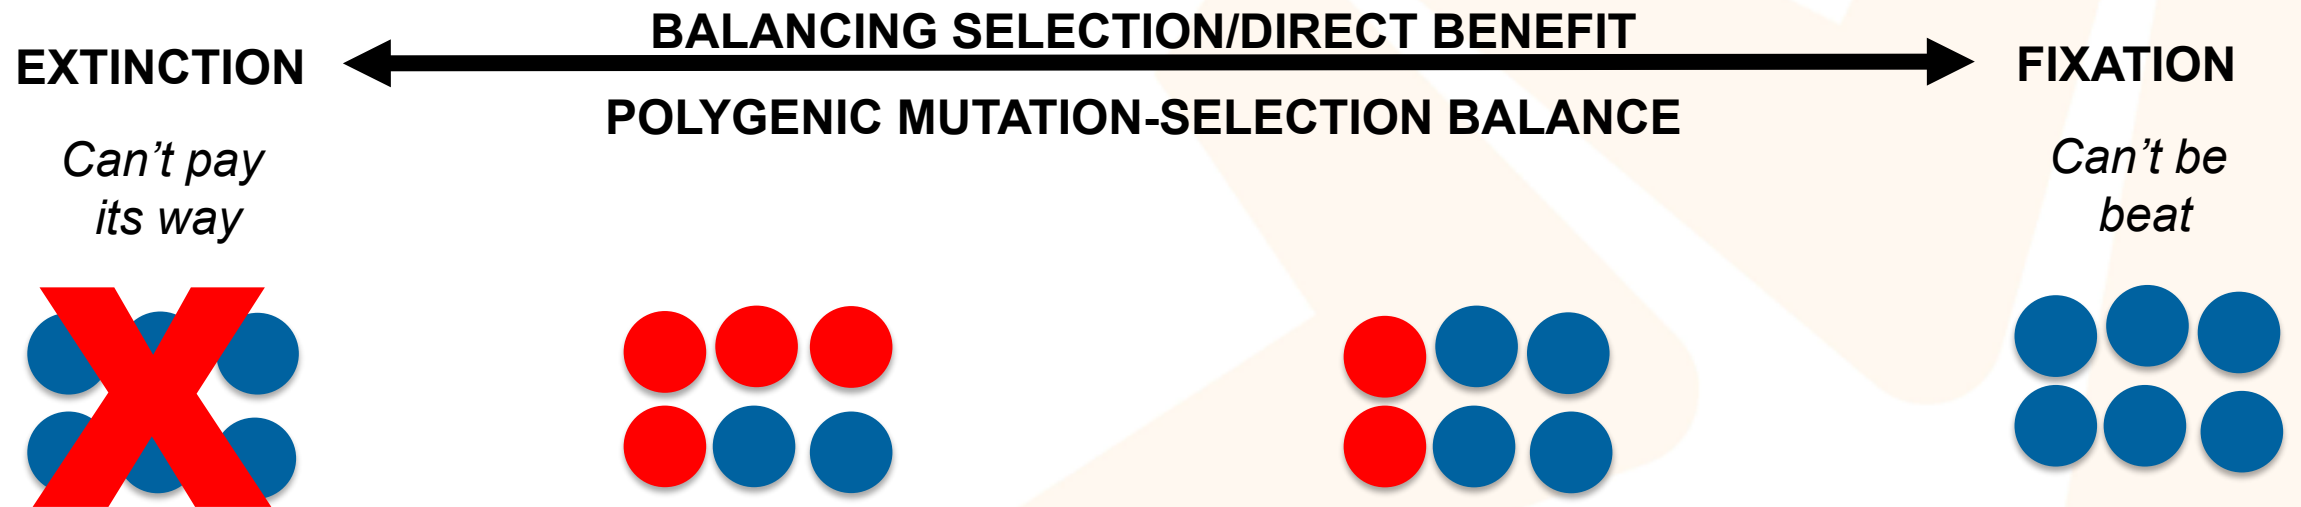 BALANCING SELECTION/DIRECT BENEFIT
EXTINCTION
FIXATION
POLYGENIC MUTATION-SELECTION BALANCE
Can’t pay
its way
Can’t be
beat